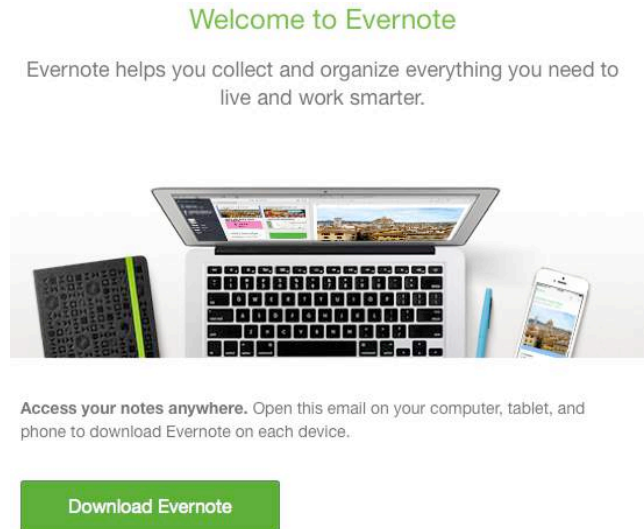 Welcome to Evernote
Evernote helps you collect and organize everything you need to
live and work smarter.
Access your notes anywhere. Open this email on your computer, tablet, and
phone to download Evernote on each device.
Download Evernote